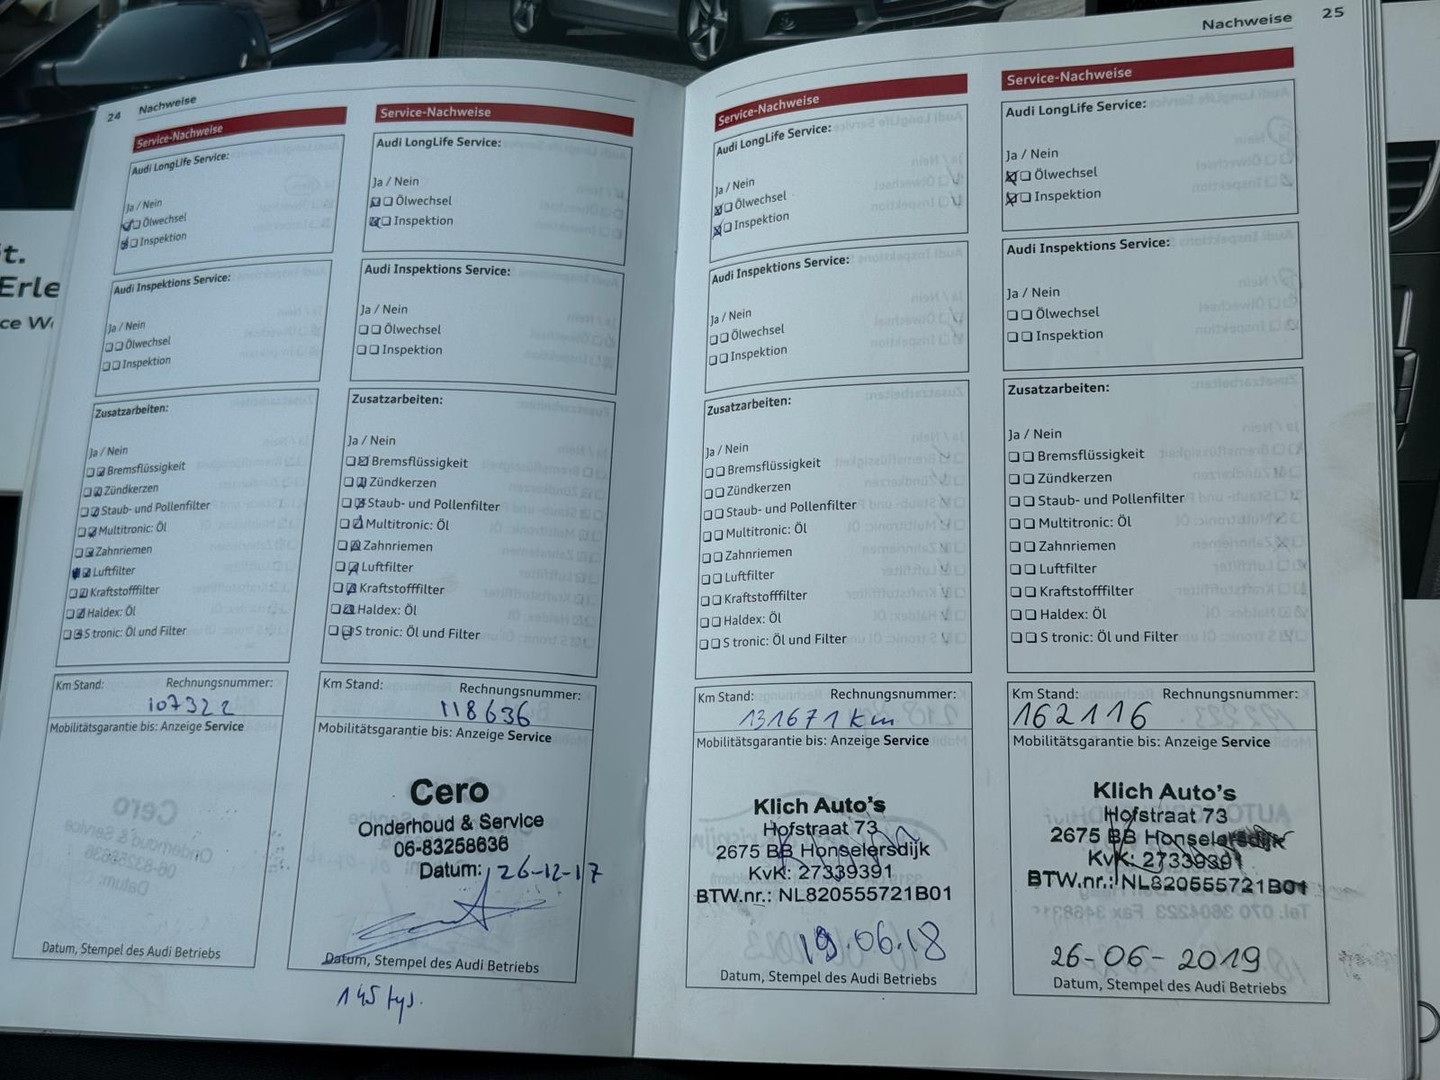 t.
Erle
ce W
24 Nachweise
Service-Nachweise
Audi LongLife Service:
Ja / Nein
Ölwechsel
Inspektion
Audi Inspektions Service:
Ja / Nein
Ölwechsel
Inspektion
Zusatzarbeiten:
Ja / Nein
Bremsflüssigkeit
Zündkerzen
Staub- und Pollenfilter
Multitronic: Öl
Zahnriemen
Luftfilter
Kraftstofffilter
Haldex: Öl
S tronic: Öl und Filter
Km Stand: Rechnungsnummer:
107322
Mobilitätsgarantie bis: Anzeige Service
Datum, Stempel des Audi Betriebs
Service-Nachweise
Audi LongLife Service:
Ja / Nein
Ölwechsel
Inspektion
Audi Inspektions Service:
Ja / Nein
Ölwechsel
Inspektion
Zusatzarbeiten:
Ja / Nein
Bremsflüssigkeit
Zündkerzen
Staub- und Pollenfilter
Multitronic: Öl
Zahnriemen
Luftfilter
Kraftstofffilter
Haldex: Öl
S tronic: Öl und Filter
Km Stand: Rechnungsnummer:
118636
Mobilitätsgarantie bis: Anzeige Service
Cero
Onderhoud & Service
06-83258636
Datum: 26-12-17
Datum, Stempel des Audi Betriebs
145 tys.
Nachweise 25
Service-Nachweise
Audi LongLife Service:
Ja / Nein
Ölwechsel
Inspektion
Audi Inspektions Service:
Ja / Nein
Ölwechsel
Inspektion
Zusatzarbeiten:
Ja / Nein
Bremsflüssigkeit
Zündkerzen
Staub- und Pollenfilter
Multitronic: Öl
Zahnriemen
Luftfilter
Kraftstofffilter
Haldex: Öl
S tronic: Öl und Filter
Km Stand: Rechnungsnummer:
131671 km
Mobilitätsgarantie bis: Anzeige Service
Klich Auto's
Hofstraat 73
2675 BB Honselersdijk
KvK: 27339391
BTW.nr.: NL820555721B01
19.06.18
Datum, Stempel des Audi Betriebs
Service-Nachweise
Audi LongLife Service:
Ja / Nein
Ölwechsel
Inspektion
Audi Inspektions Service:
Ja / Nein
Ölwechsel
Inspektion
Zusatzarbeiten:
Ja / Nein
Bremsflüssigkeit
Zündkerzen
Staub- und Pollenfilter
Multitronic: Öl
Zahnriemen
Luftfilter
Kraftstofffilter
Haldex: Öl
S tronic: Öl und Filter
Km Stand: Rechnungsnummer:
162116
Mobilitätsgarantie bis: Anzeige Service
Klich Auto's
Hofstraat 73
2675 BB Honselersdijk
KvK: 27339391
BTW.nr.: NL820555721B01
26-06-2019
Datum, Stempel des Audi Betriebs